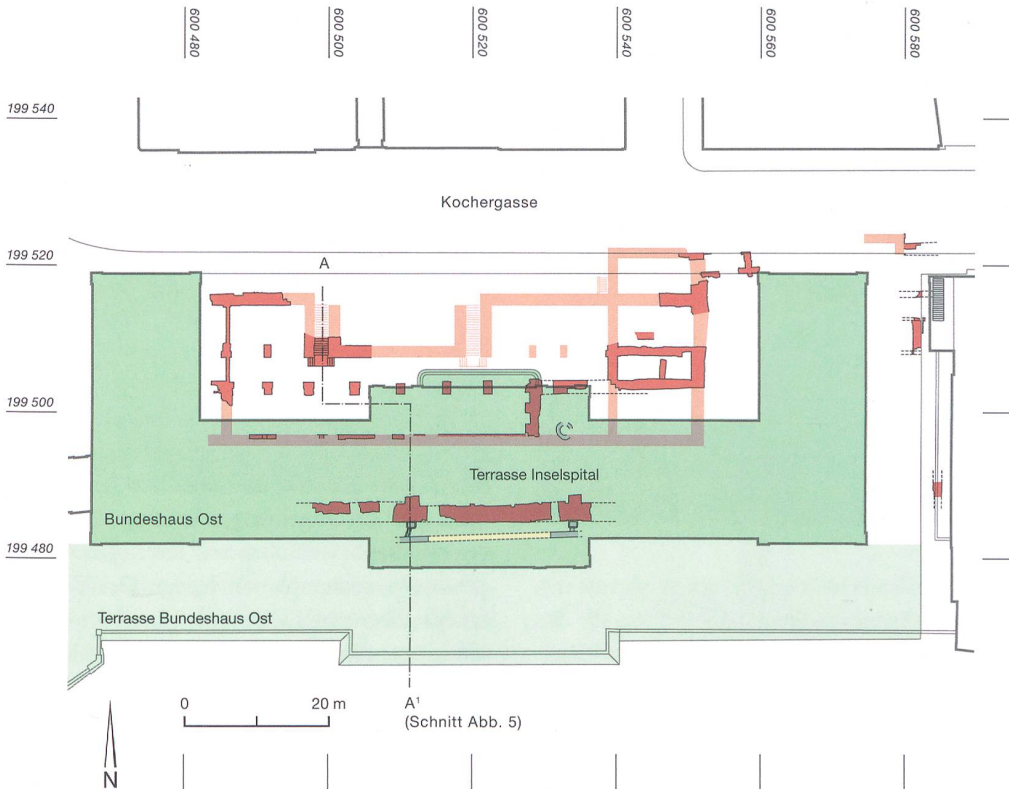 600 480
600 500
600 520
600 540
600 560
600 580
199 540
Kochergasse
199 520
A
199 500
Terrasse Inselspital
Bundeshaus Ost
199 480
Terrasse Bundeshaus Ost
0 20 m
A¹
(Schnitt Abb. 5)
N